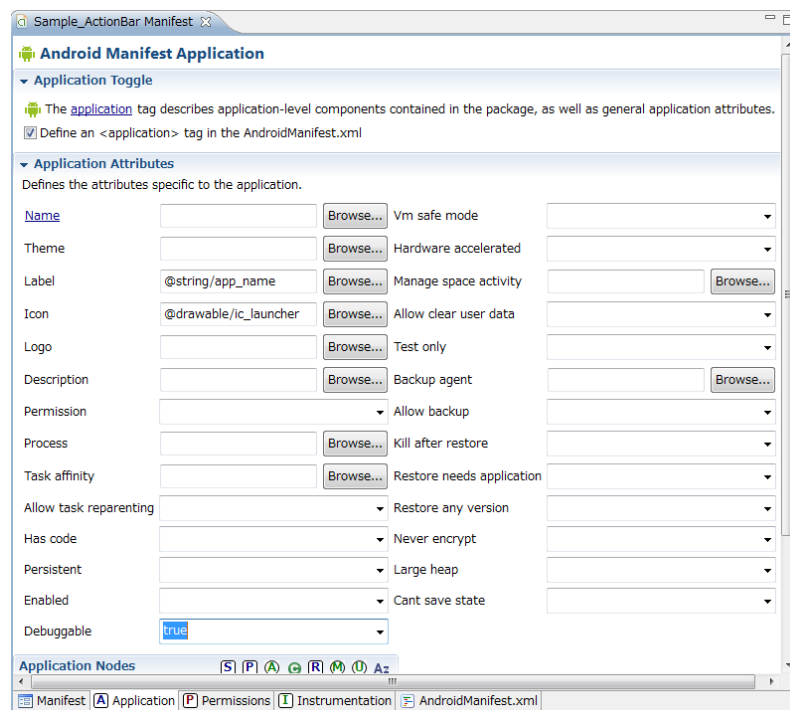 Sample_ActionBar Manifest
Android Manifest Application
Application Toggle
The application tag describes application-level components contained in the package, as well as general application attributes.
Define an <application> tag in the AndroidManifest.xml
Application Attributes
Defines the attributes specific to the application.
Name Browse... Vm safe mode
Theme Browse... Hardware accelerated
Label @string/app_name Browse... Manage space activity Browse...
Icon @drawable/ic_launcher Browse... Allow clear user data
Logo Browse... Test only
Description Browse... Backup agent Browse...
Permission Allow backup
Process Browse... Kill after restore
Task affinity Browse... Restore needs application
Allow task reparenting Restore any version
Has code Never encrypt
Persistent Large heap
Enabled Cant save state
Debuggable true
Application Nodes S P A G R M U Az
Manifest A Application P Permissions I Instrumentation AndroidManifest.xml